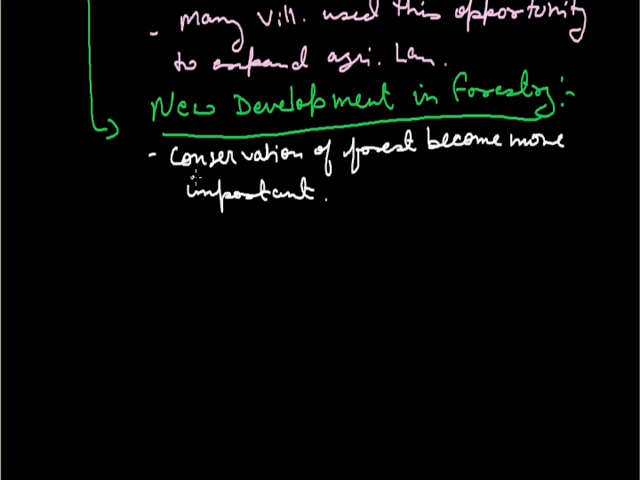 - Many Vill. used this opportunity
to expand agri. Lan.
New Development in Forestry:-
- Conservation of forest become more
important.